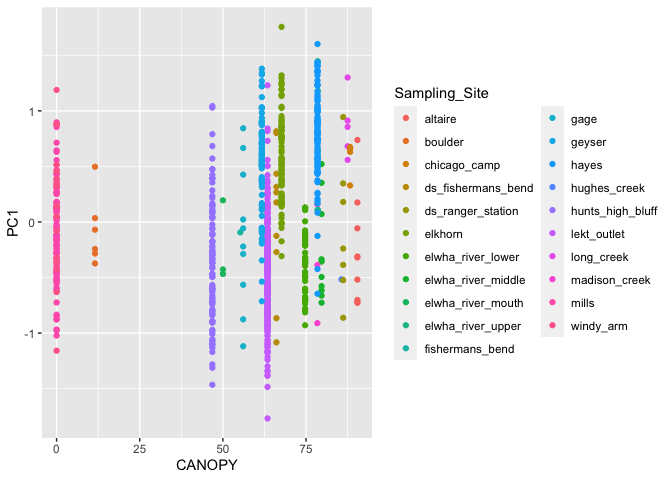 1
0
-1
PC1
0
25
50
75
CANOPY
Sampling_Site
altaire
boulder
chicago_camp
ds_fishermans_bend
ds_ranger_station
elkhorn
elwha_river_lower
elwha_river_middle
elwha_river_mouth
elwha_river_upper
fishermans_bend
gage
geyser
hayes
hughes_creek
hunts_high_bluff
lekt_outlet
long_creek
madison_creek
mills
windy_arm